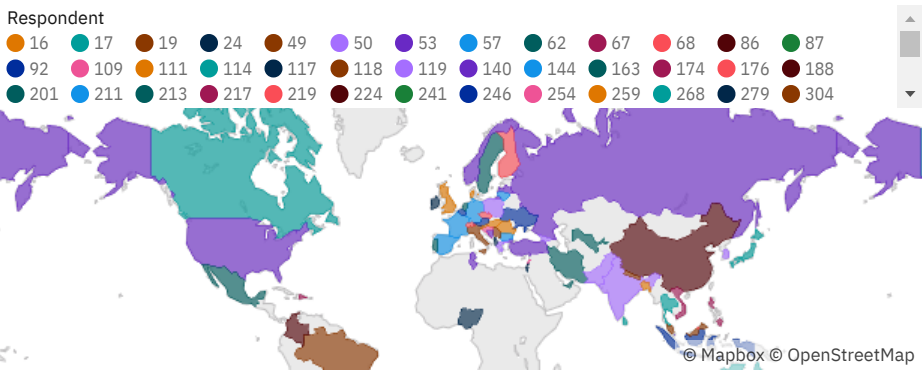 Respondent
16 17 19 24 49 50 53 57 62 67 68 86 87
92 109 111 114 117 118 119 140 144 163 174 176 188
201 211 213 217 219 224 241 246 254 259 268 279 304
© Mapbox © OpenStreetMap